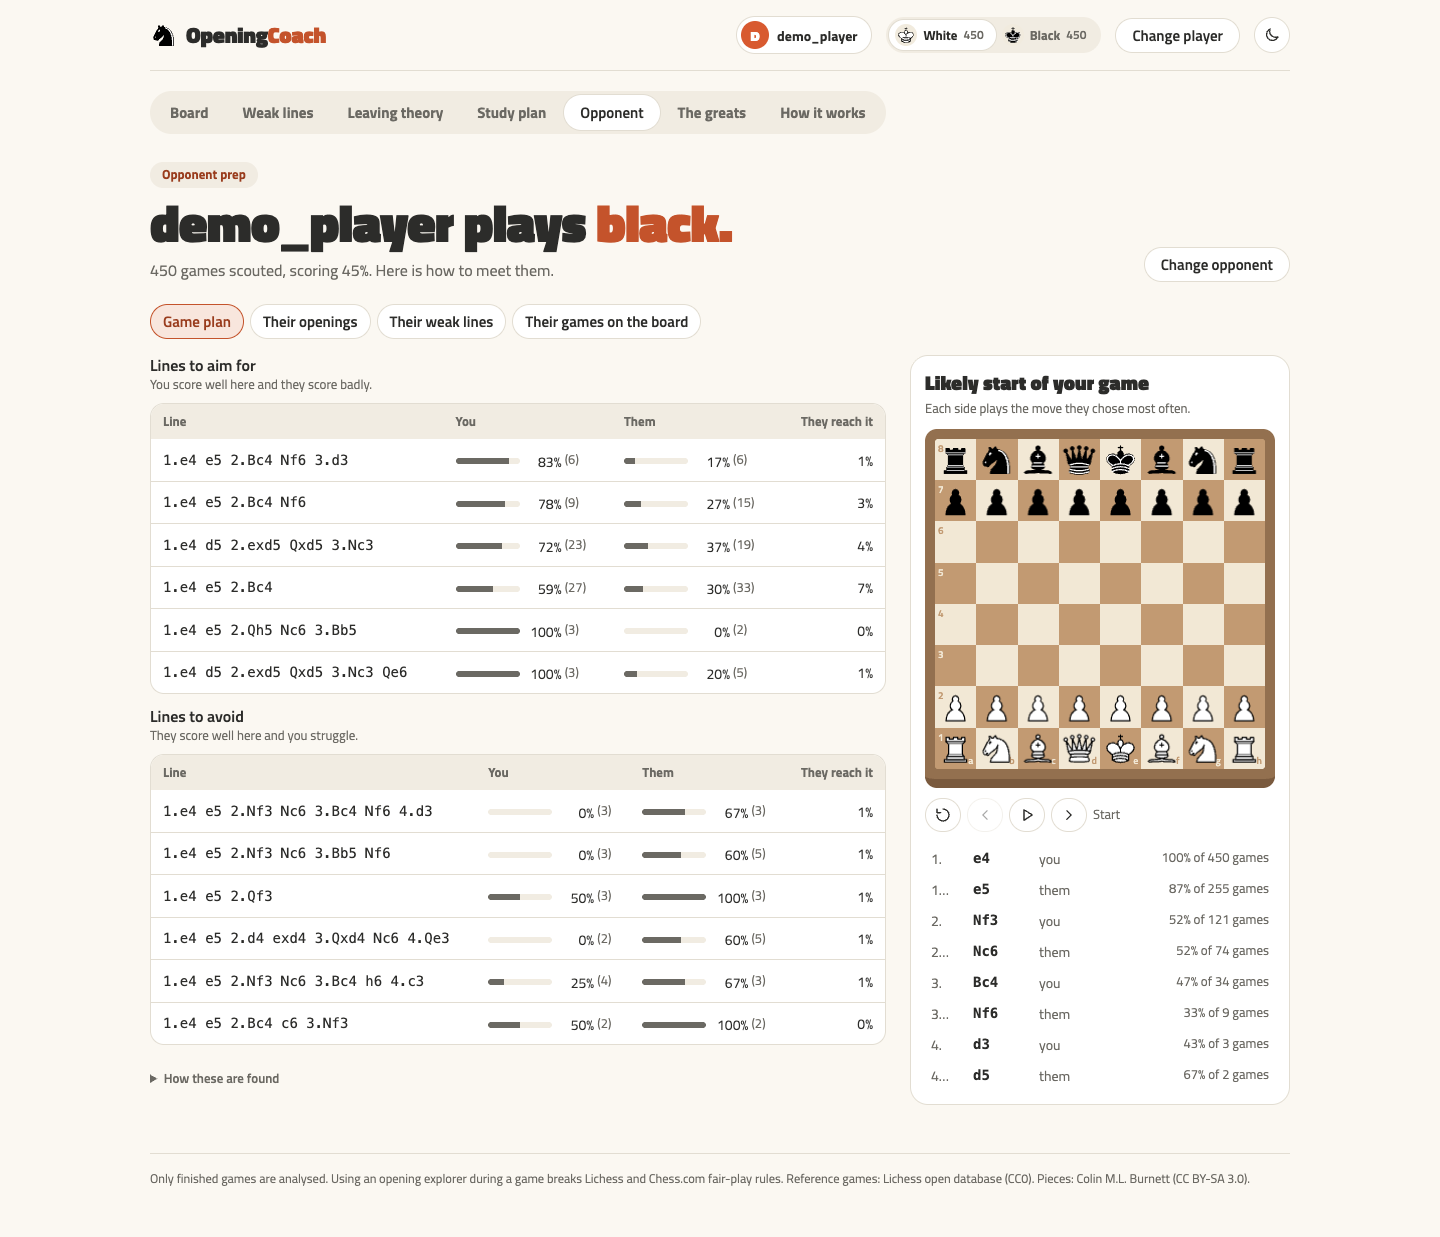 OpeningCoach
D demo_player
White 450 Black 450
Change player
Board Weak lines Leaving theory Study plan Opponent The greats How it works
Opponent prep
demo_player plays black.
450 games scouted, scoring 45%. Here is how to meet them.
Change opponent
Game plan Their openings Their weak lines Their games on the board
Lines to aim for
You score well here and they score badly.
Line You Them They reach it
1.e4 e5 2.Bc4 Nf6 3.d3 83% (6) 17% (6) 1%
1.e4 e5 2.Bc4 Nf6 78% (9) 27% (15) 3%
1.e4 d5 2.exd5 Qxd5 3.Nc3 72% (23) 37% (19) 4%
1.e4 e5 2.Bc4 59% (27) 30% (33) 7%
1.e4 e5 2.Qh5 Nc6 3.Bb5 100% (3) 0% (2) 0%
1.e4 d5 2.exd5 Qxd5 3.Nc3 Qe6 100% (3) 20% (5) 1%
Lines to avoid
They score well here and you struggle.
Line You Them They reach it
1.e4 e5 2.Nf3 Nc6 3.Bc4 Nf6 4.d3 0% (3) 67% (3) 1%
1.e4 e5 2.Nf3 Nc6 3.Bb5 Nf6 0% (3) 60% (5) 1%
1.e4 e5 2.Qf3 50% (3) 100% (3) 1%
1.e4 e5 2.d4 exd4 3.Qxd4 Nc6 4.Qe3 0% (2) 60% (5) 1%
1.e4 e5 2.Nf3 Nc6 3.Bc4 h6 4.c3 25% (4) 67% (3) 1%
1.e4 e5 2.Bc4 c6 3.Nf3 50% (2) 100% (2) 0%
How these are found
Likely start of your game
Each side plays the move they chose most often.
8
7
6
5
4
3
2
1
a b c d e f g h
Start
1. e4 you 100% of 450 games
1... e5 them 87% of 255 games
2. Nf3 you 52% of 121 games
2... Nc6 them 52% of 74 games
3. Bc4 you 47% of 34 games
3... Nf6 them 33% of 9 games
4. d3 you 43% of 3 games
4... d5 them 67% of 2 games
Only finished games are analysed. Using an opening explorer during a game breaks Lichess and Chess.com fair-play rules. Reference games: Lichess open database (CC0). Pieces: Colin M.L. Burnett (CC BY-SA 3.0).